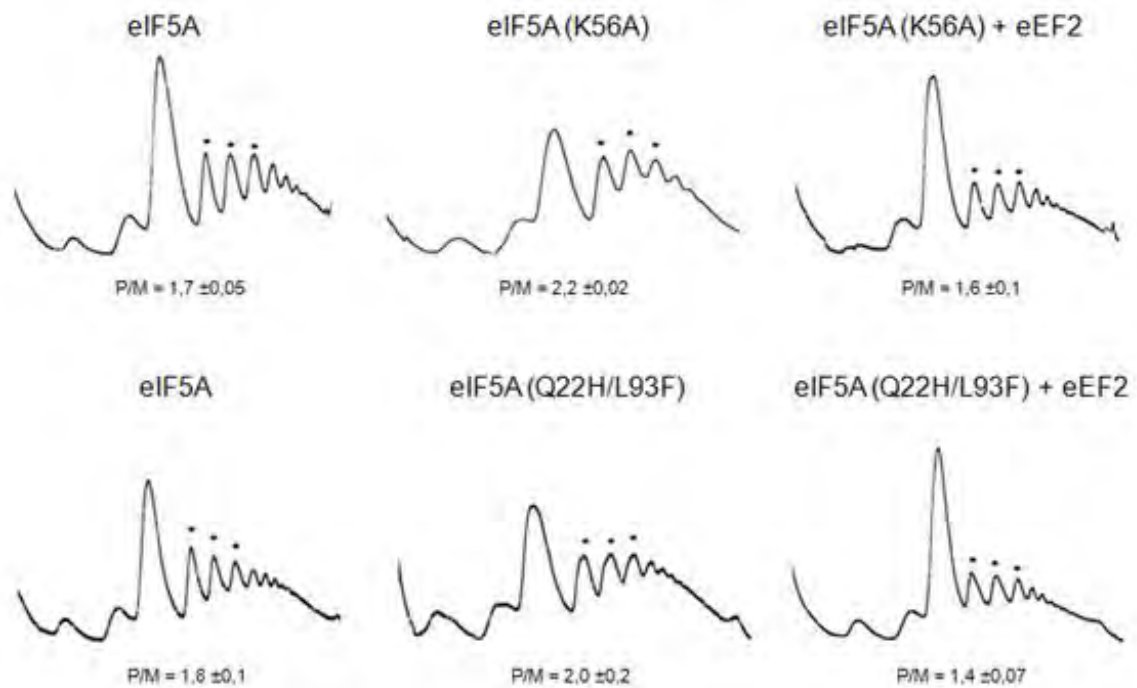 eIF5A
eIF5A (K56A)
eIF5A (K56A) + eEF2
P/M = 1,7 ±0,05
P/M = 2,2 ±0,02
P/M = 1,6 ±0,1
eIF5A
eIF5A (Q22H/L93F)
eIF5A (Q22H/L93F) + eEF2
P/M = 1,8 ±0,1
P/M = 2,0 ±0,2
P/M = 1,4 ±0,07